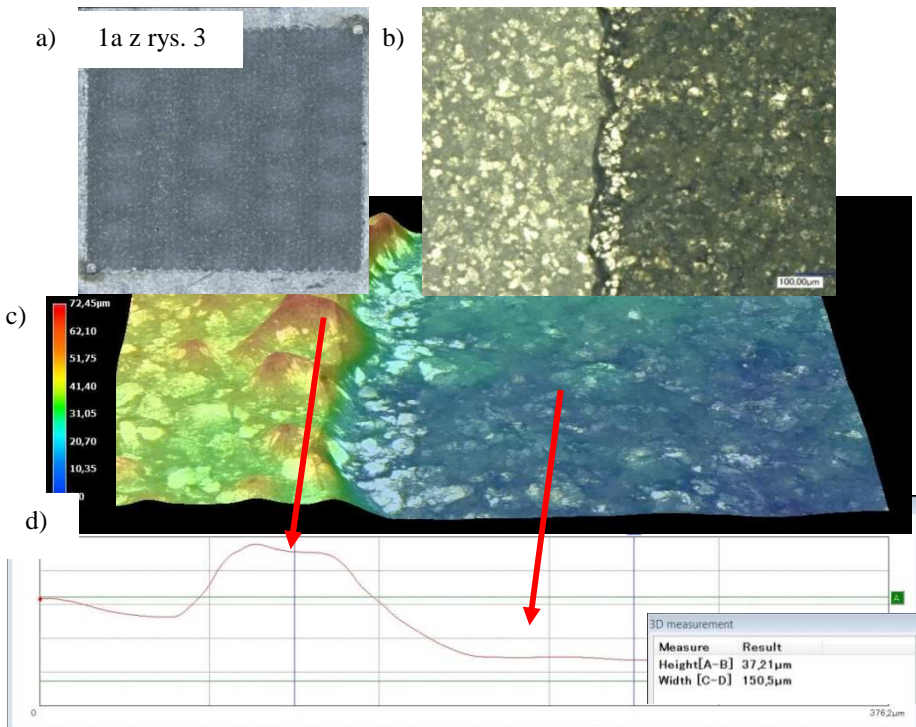 a)
1a z rys. 3
b)
100,00µm
c)
72,45µm
62,10
51,75
41,40
31,05
20,70
10,35
0
d)
A
3D measurement
Measure Result
Height[A-B] 37,21µm
Width [C-D] 150,5µm
0
376,2µm